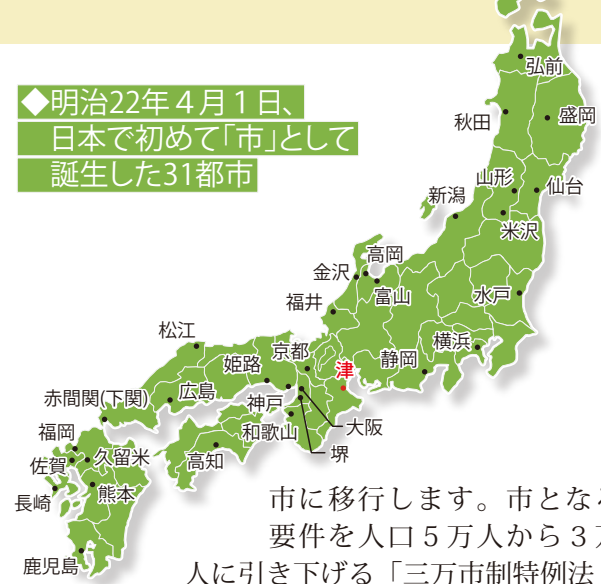 ◆明治22年４月１日、
日本で初めて「市」として
誕生した31都市
弘前
盛岡
秋田
山形
仙台
新潟
米沢
高岡
金沢
富山
水戸
福井
横浜
松江
京都
静岡
姫路
津
赤間関(下関)
広島
神戸
和歌山
大阪
堺
福岡
佐賀
久留米
高知
長崎
熊本
鹿児島
市に移行します。市となる
要件を人口５万人から３万
人に引き下げる「三万市制特例法